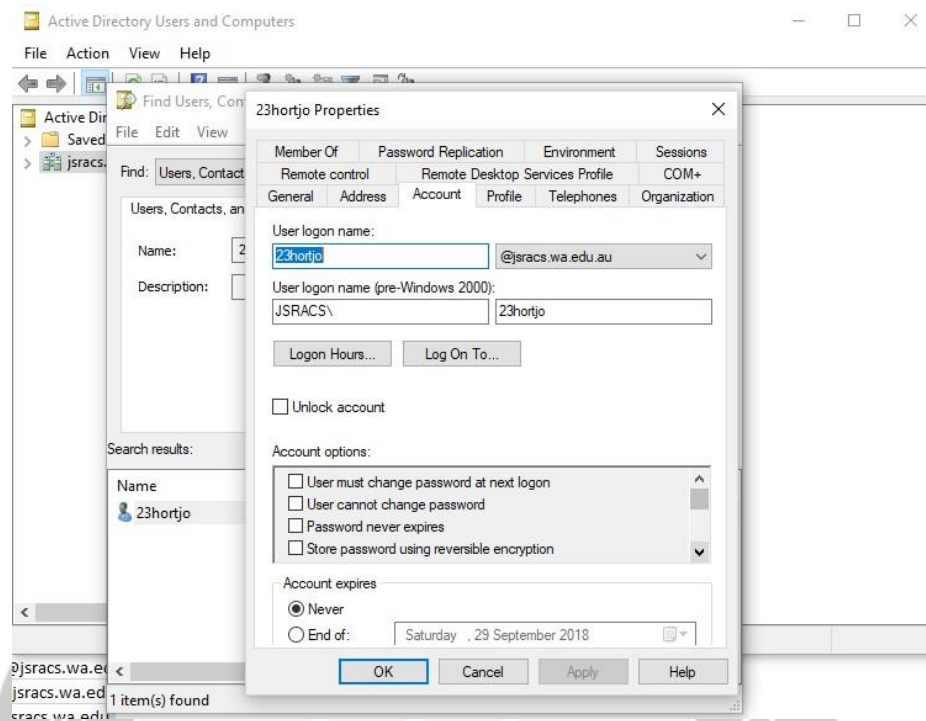 Active Directory Users and Computers
File Action View Help
Active Dir
Saved
jsracs.
Find Users, Con
File Edit View
Find: Users, Contact
Users, Contacts, an
Name: 2
Description:
Search results:
Name
23hortjo
1 item(s) found
23hortjo Properties
Member Of Password Replication Environment Sessions
Remote control Remote Desktop Services Profile COM+
General Address Account Profile Telephones Organization
User logon name:
23hortjo @jsracs.wa.edu.au
User logon name (pre-Windows 2000):
JSRACS\ 23hortjo
Logon Hours... Log On To...
Unlock account
Account options:
User must change password at next logon
User cannot change password
Password never expires
Store password using reversible encryption
Account expires
Never
End of: Saturday , 29 September 2018
OK Cancel Apply Help
@jsracs.wa.ed
jsracs.wa.ed
sracs.wa.edu